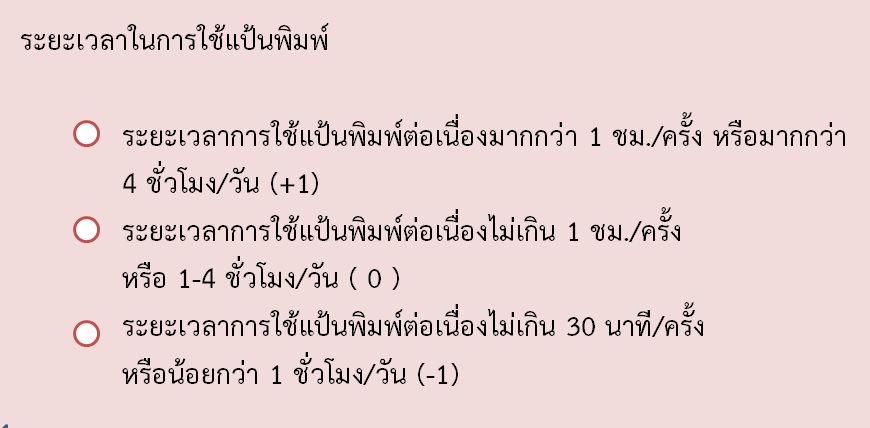 ระยะเวลาในการใช้แป้นพิมพ์
ระยะเวลาการใช้แป้นพิมพ์ต่อเนื่องมากกว่า 1 ชม./ครั้ง หรือมากกว่า
4 ชั่วโมง/วัน (+1)
ระยะเวลาการใช้แป้นพิมพ์ต่อเนื่องไม่เกิน 1 ชม./ครั้ง
หรือ 1-4 ชั่วโมง/วัน ( 0 )
ระยะเวลาการใช้แป้นพิมพ์ต่อเนื่องไม่เกิน 30 นาที/ครั้ง
หรือน้อยกว่า 1 ชั่วโมง/วัน (-1)